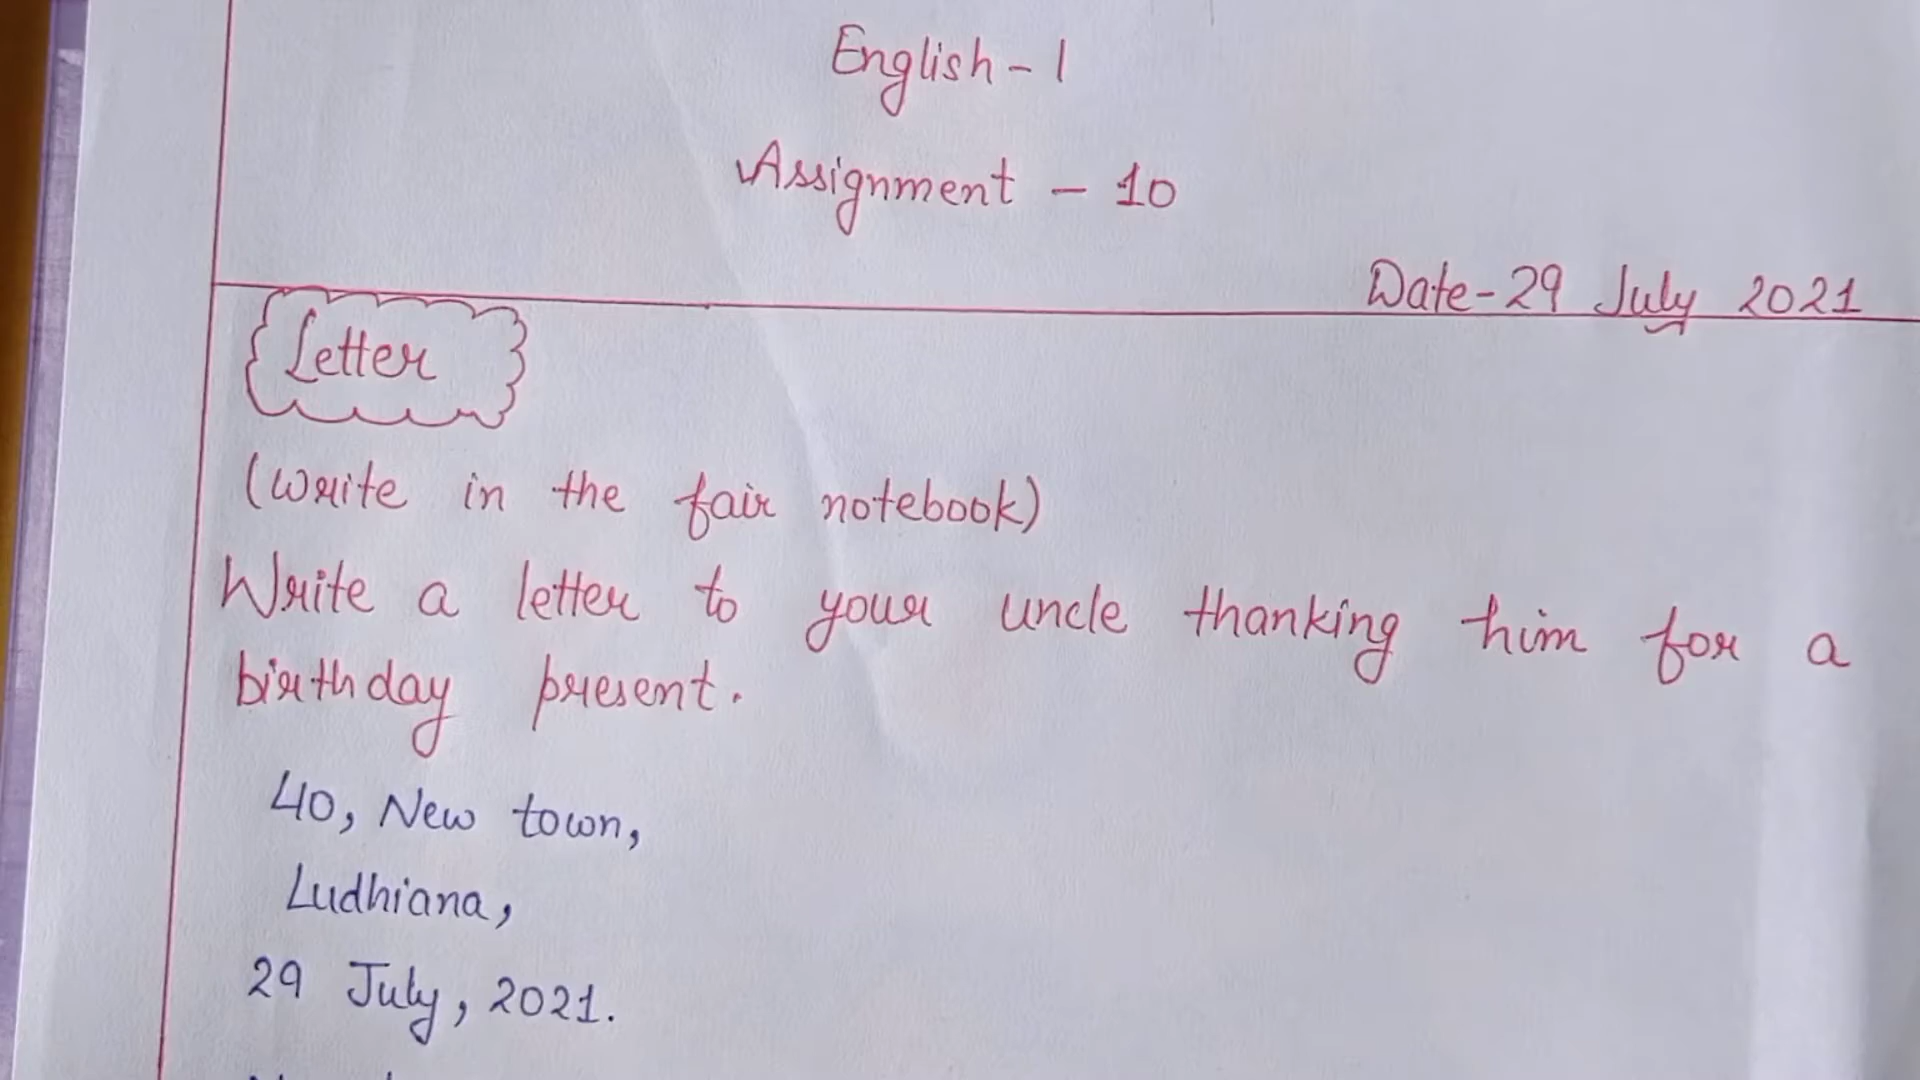 English - 1
Assignment - 10
Date-29 July 2021
Letter
(Write in the fair notebook)
Write a letter to your uncle thanking him for a
birthday present.
40, New town,
Ludhiana,
29 July, 2021.